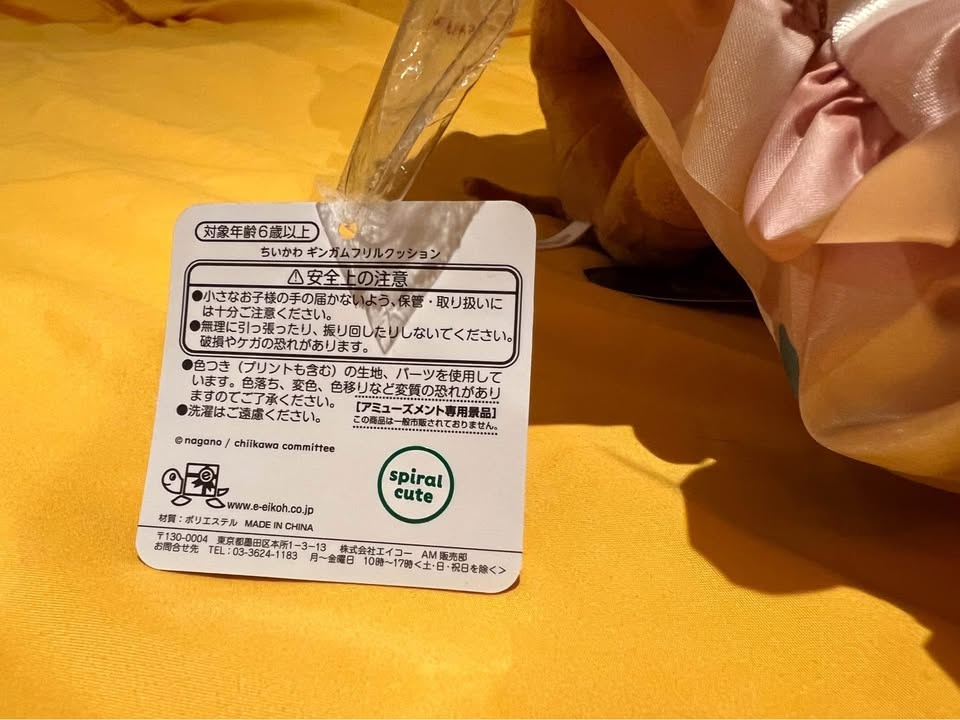 対象年齢6歳以上
ちいかわ ギンガムフリルクッション
⚠安全上の注意
●小さなお子様の手の届かないよう、保管・取り扱いに
は十分ご注意ください。
●無理に引っ張ったり、振り回したりしないでください。
破損やケガの恐れがあります。
●色つき（プリントも含む）の生地、パーツを使用して
います。色落ち、変色、色移りなど変質の恐れがあり
ますのでご了承ください。
●洗濯はご遠慮ください。
[アミューズメント専用景品]
この商品は一般市販されておりません。
©nagano / chiikawa committee
spiral
cute
www.e-eikoh.co.jp
材質：ポリエステル MADE IN CHINA
〒130-0004 東京都墨田区本所1-3-13 株式会社エイコー AM販売部
お問合せ先 TEL：03-3624-1183 月～金曜日 10時～17時<土・日・祝日を除く>